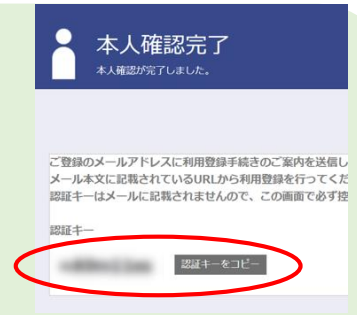 本人確認完了
本人確認が完了しました。
ご登録のメールアドレスに利用登録手続きのご案内を送信し
メール本文に記載されているURLから利用登録を行ってくだ
認証キーはメールに記載されませんので、この画面で必ず控
認証キー
認証キーをコピー